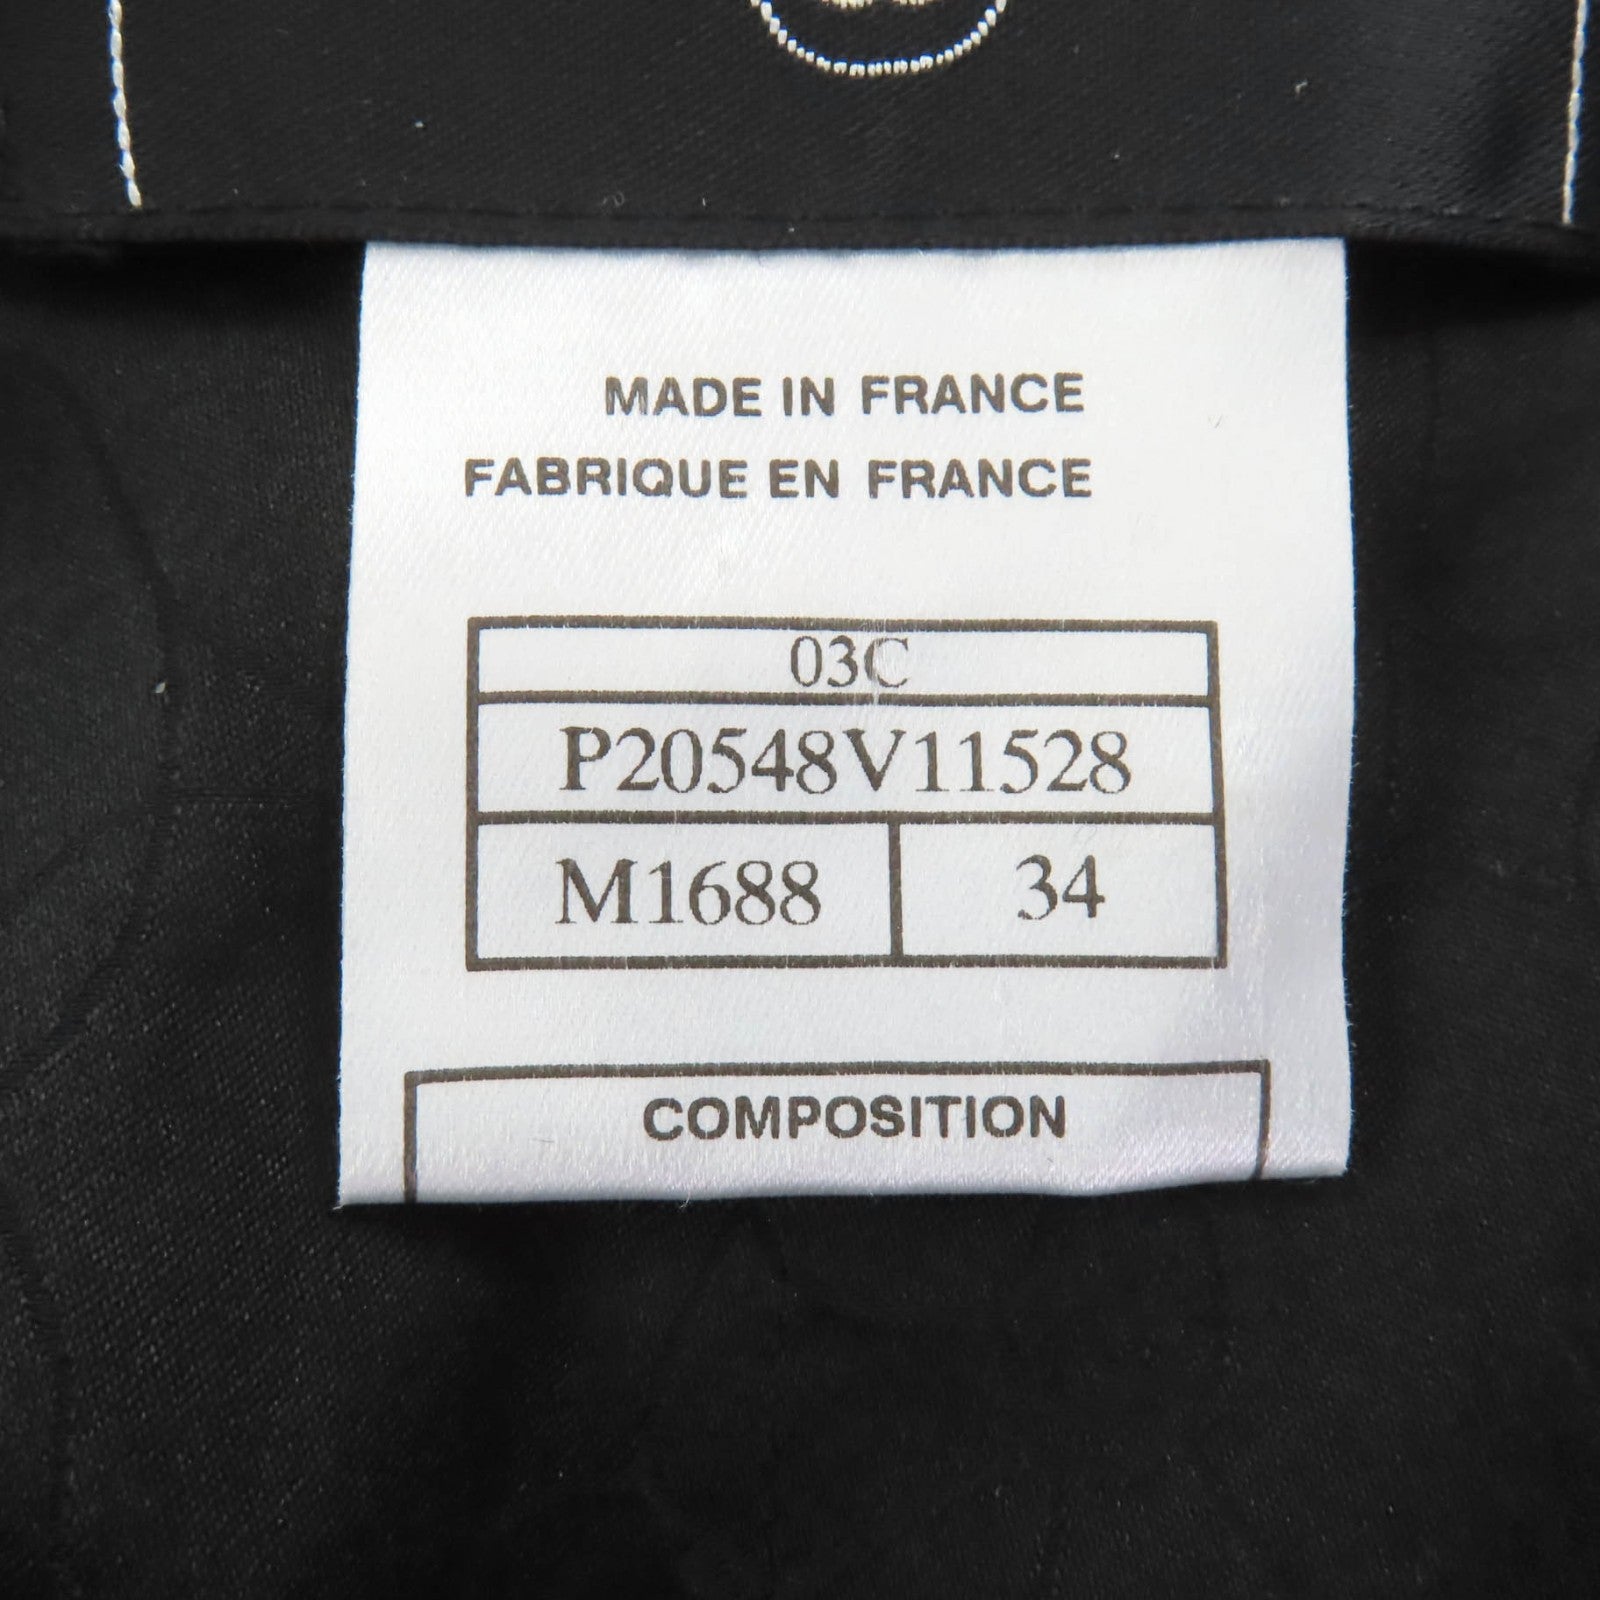 MADE IN FRANCE
FABRIQUE EN FRANCE
03C
P20548V11528
M1688 34
COMPOSITION